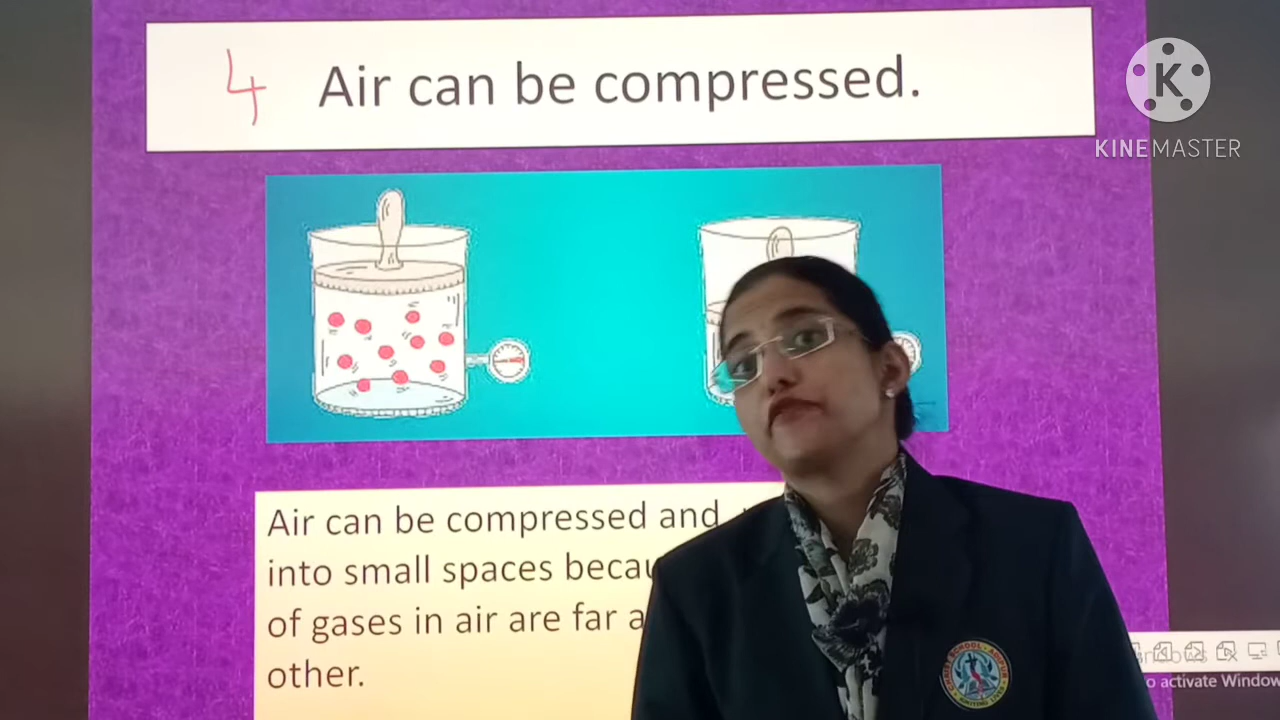 4 Air can be compressed.
KINEMASTER
Air can be compressed and
into small spaces
of gases in air are far
other.
o activate Window